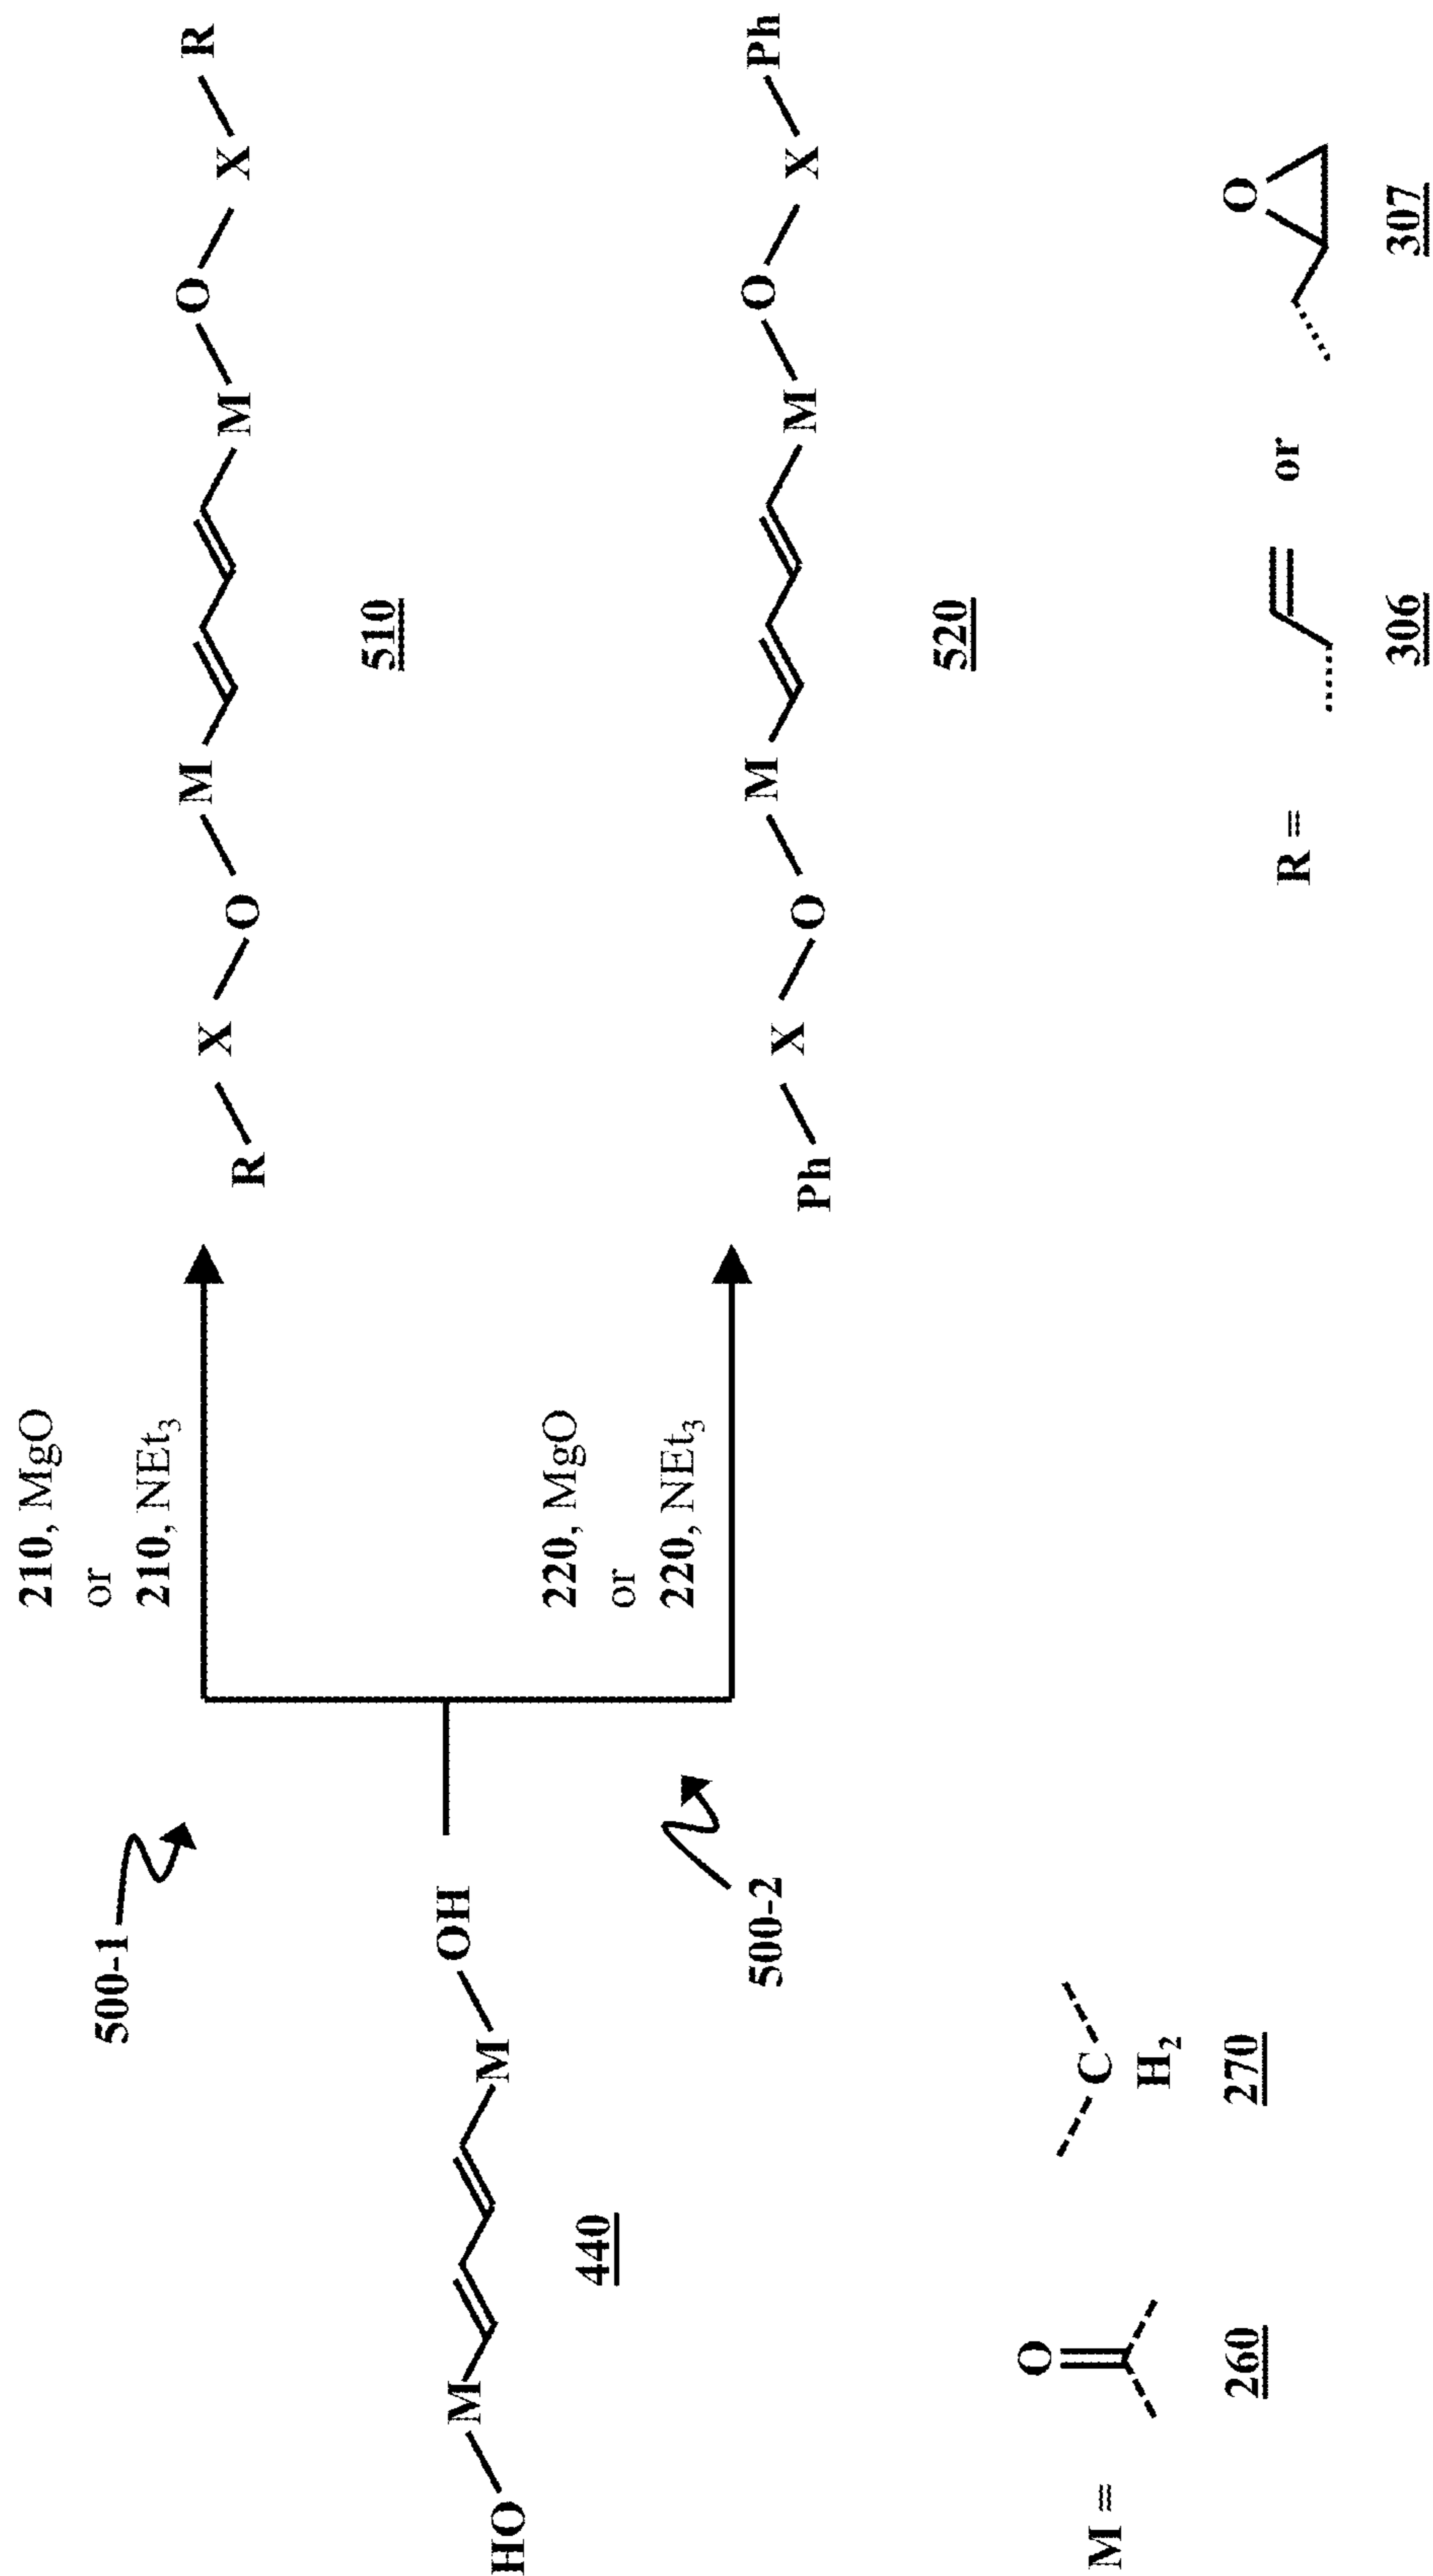 500-1
210, MgO
or
210, NEt3
R X O M M O X R
510
HO M M OH
440
500-2
220, MgO
or
220, NEt3
Ph X O M M O X Ph
520
M =
O
260
C
H2
270
R =
306
or
O
307